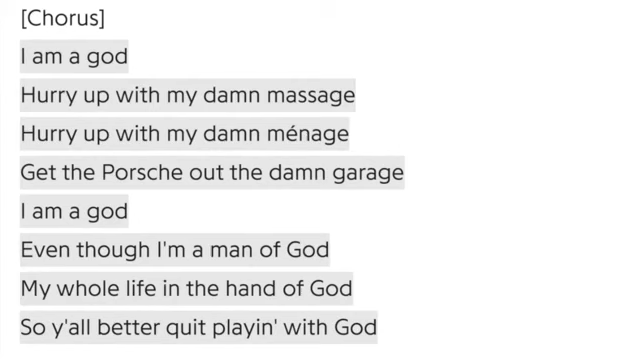 [Chorus]
I am a god
Hurry up with my damn massage
Hurry up with my damn ménage
Get the Porsche out the damn garage
I am a god
Even though I'm a man of God
My whole life in the hand of God
So y'all better quit playin' with God